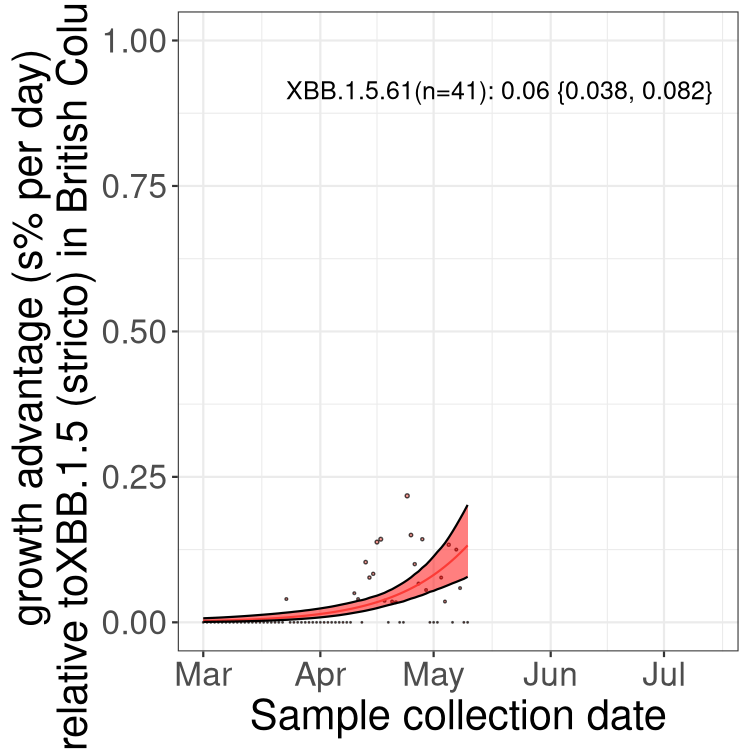 growth advantage (s% per day)
relative toXBB.1.5 (stricto) in British Colu
1.00
0.75
0.50
0.25
0.00
XBB.1.5.61(n=41): 0.06 {0.038, 0.082}
Mar Apr May Jun Jul
Sample collection date